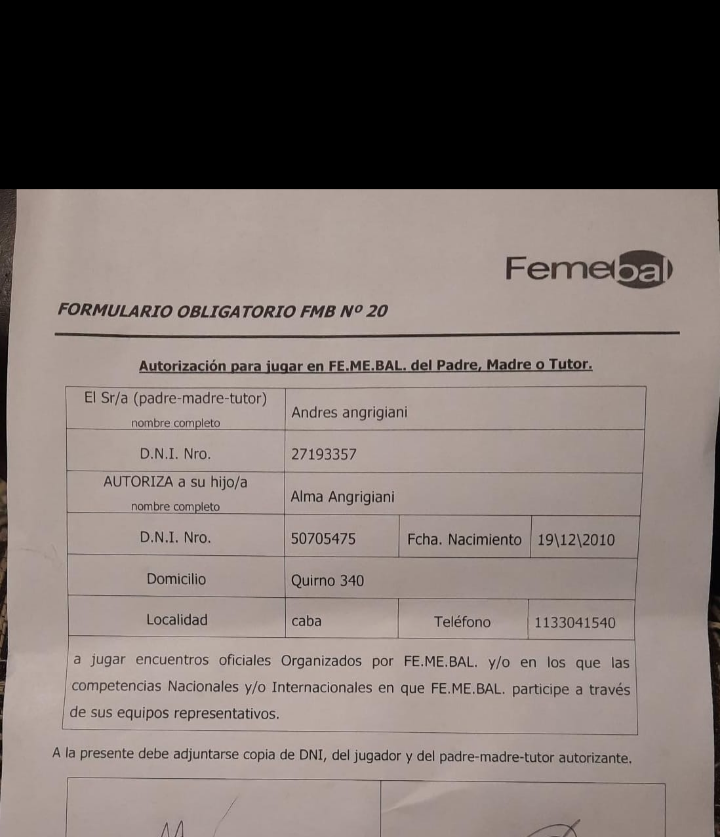 Femebal
FORMULARIO OBLIGATORIO FMB Nº 20
Autorización para jugar en FE.ME.BAL. del Padre, Madre o Tutor.
El Sr/a (padre-madre-tutor)
nombre completo
Andres angrigiani
D.N.I. Nro.
27193357
AUTORIZA a su hijo/a
nombre completo
Alma Angrigiani
D.N.I. Nro.
50705475
Fcha. Nacimiento
19\12\2010
Domicilio
Quirno 340
Localidad
caba
Teléfono
1133041540
a jugar encuentros oficiales Organizados por FE.ME.BAL. y/o en los que las
competencias Nacionales y/o Internacionales en que FE.ME.BAL. participe a través
de sus equipos representativos.
A la presente debe adjuntarse copia de DNI, del jugador y del padre-madre-tutor autorizante.